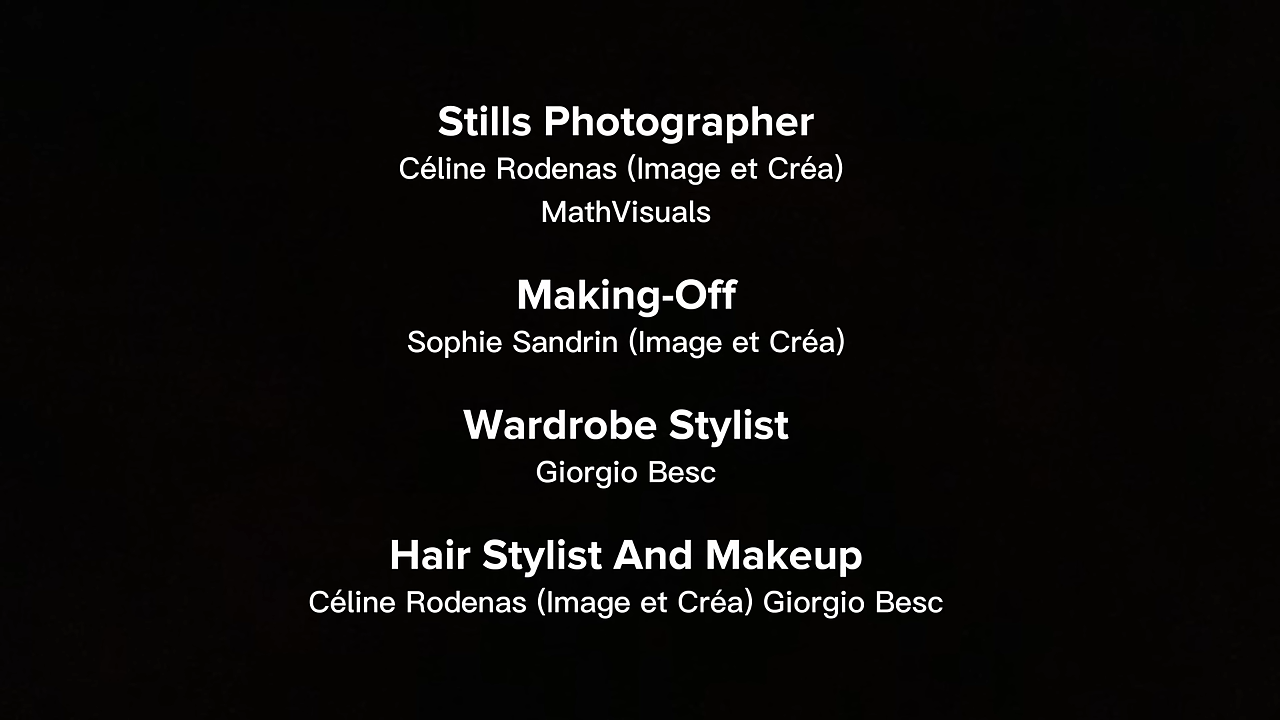 Stills Photographer
Céline Rodenas (Image et Créa)
MathVisuals
Making-Off
Sophie Sandrin (Image et Créa)
Wardrobe Stylist
Giorgio Besc
Hair Stylist And Makeup
Céline Rodenas (Image et Créa) Giorgio Besc